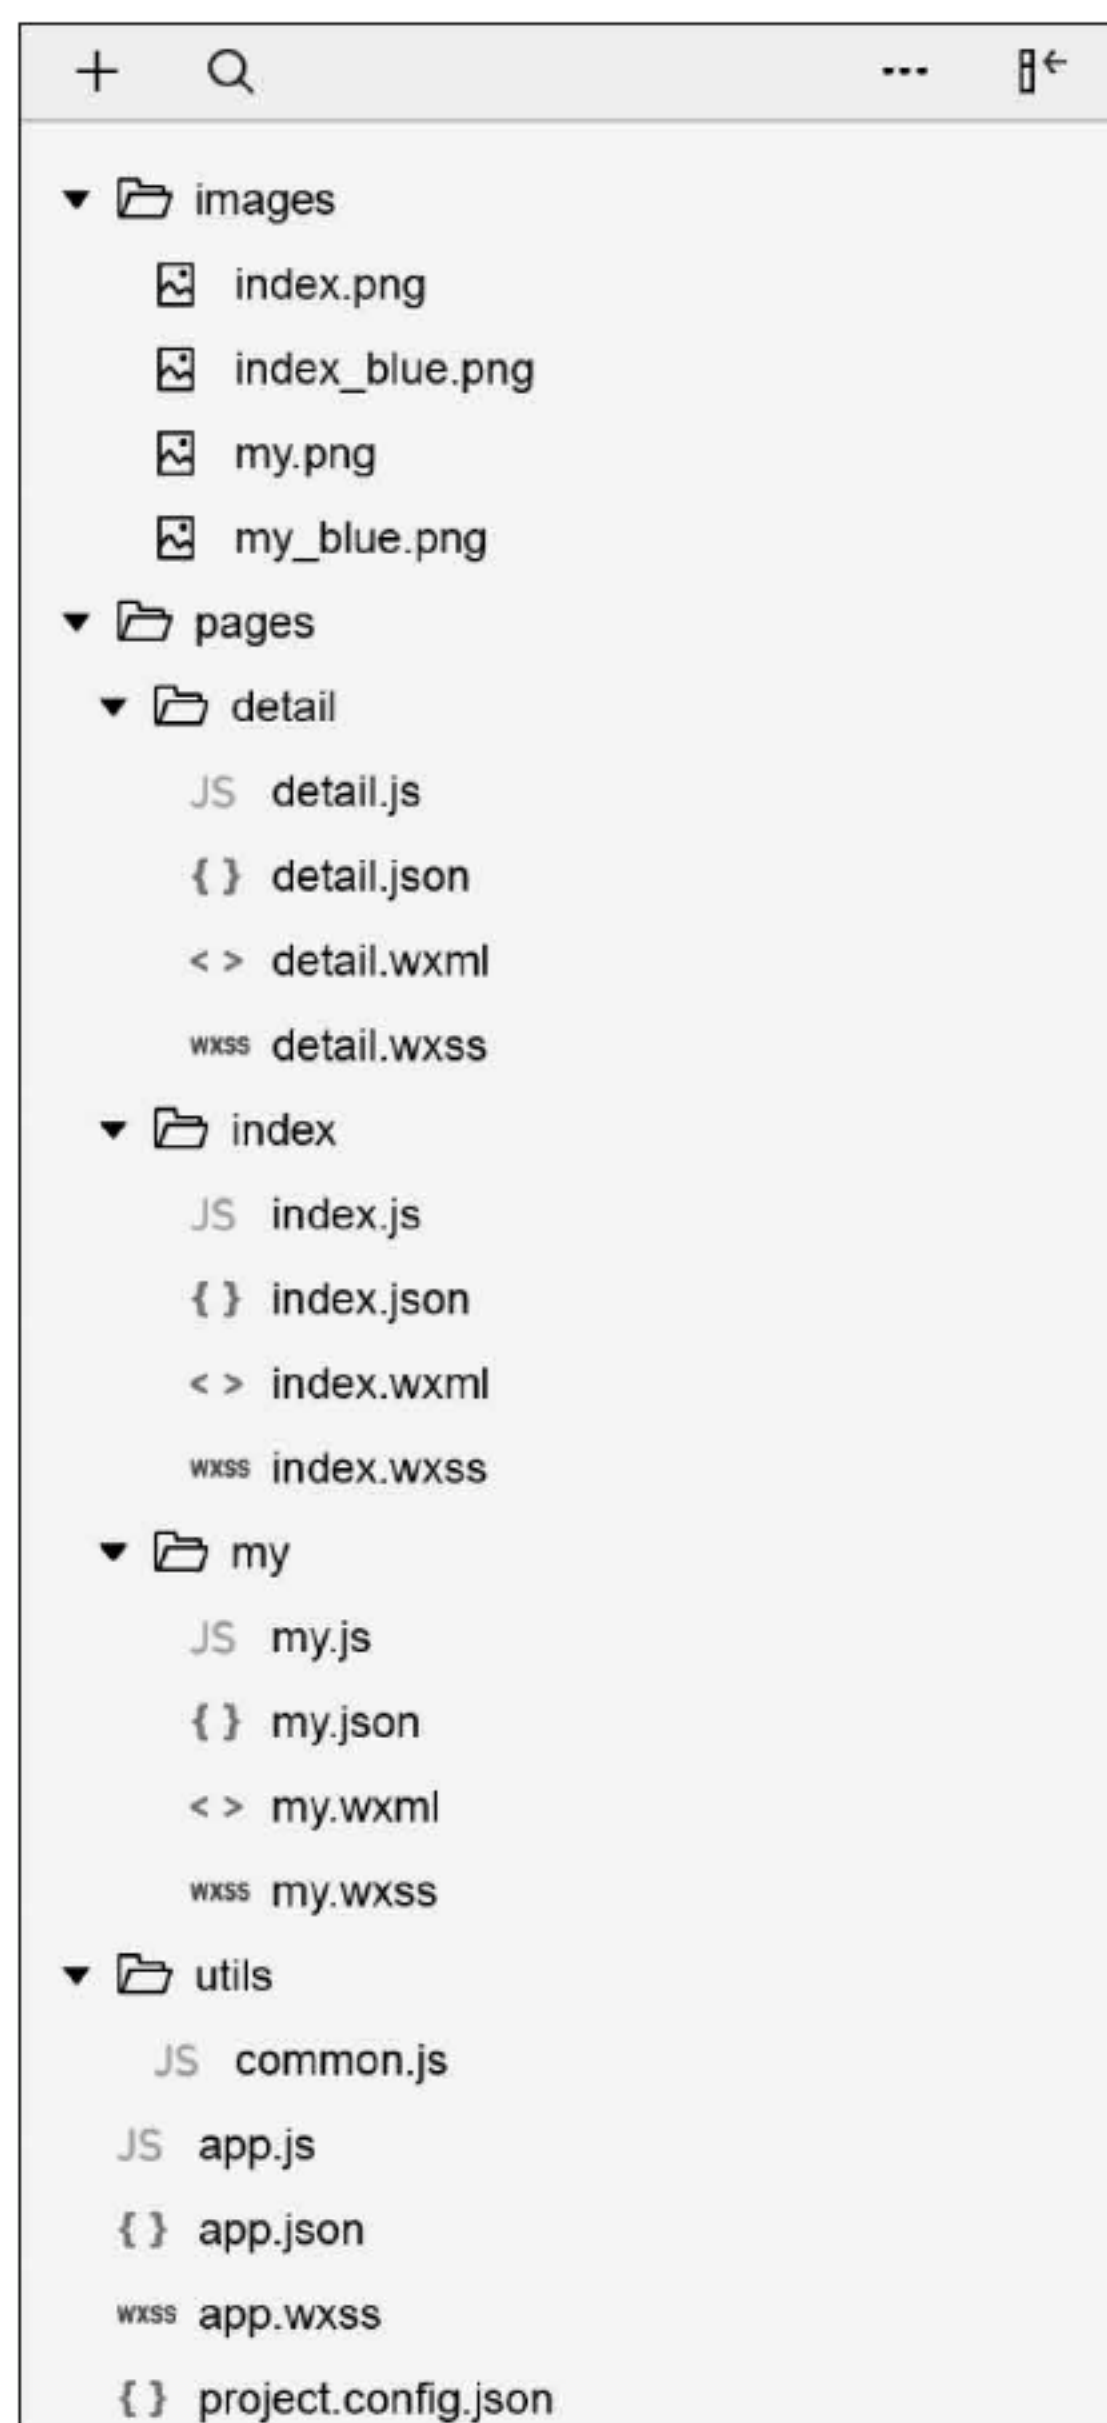 images
index.png
index_blue.png
my.png
my_blue.png
pages
detail
JS detail.js
{ } detail.json
< > detail.wxml
wxss detail.wxss
index
JS index.js
{ } index.json
< > index.wxml
wxss index.wxss
my
JS my.js
{ } my.json
< > my.wxml
wxss my.wxss
utils
JS common.js
JS app.js
{ } app.json
wxss app.wxss
{ } project.config.json